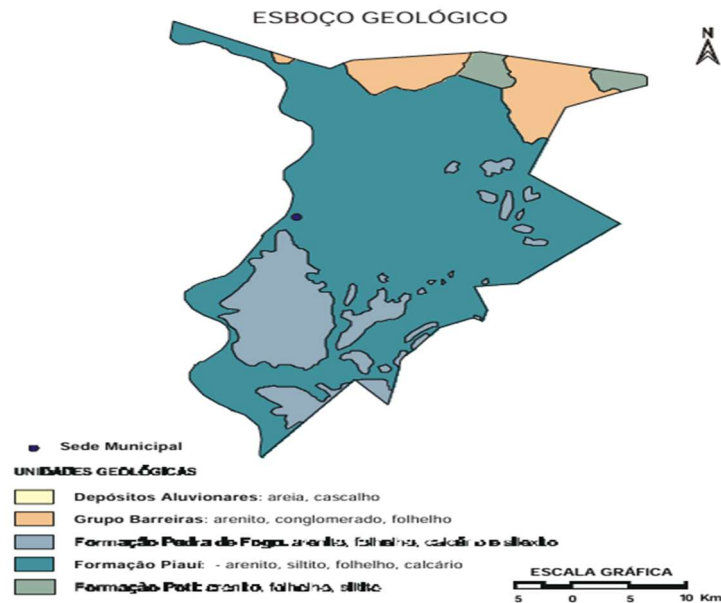 ESBOÇO GEOLÓGICO
N
Sede Municipal
UNIDADES GEOLÓGICAS
Depósitos Aluvionares: areia, cascalho
Grupo Barreiras: arenito, conglomerado, folhelho
Formação Pedra de Fogo: arenito, folhelho, calcário e silexito
Formação Piauí: - arenito, siltito, folhelho, calcário
Formação Poti: arenito, folhelho, siltito
ESCALA GRÁFICA
5 0 5 10 Km